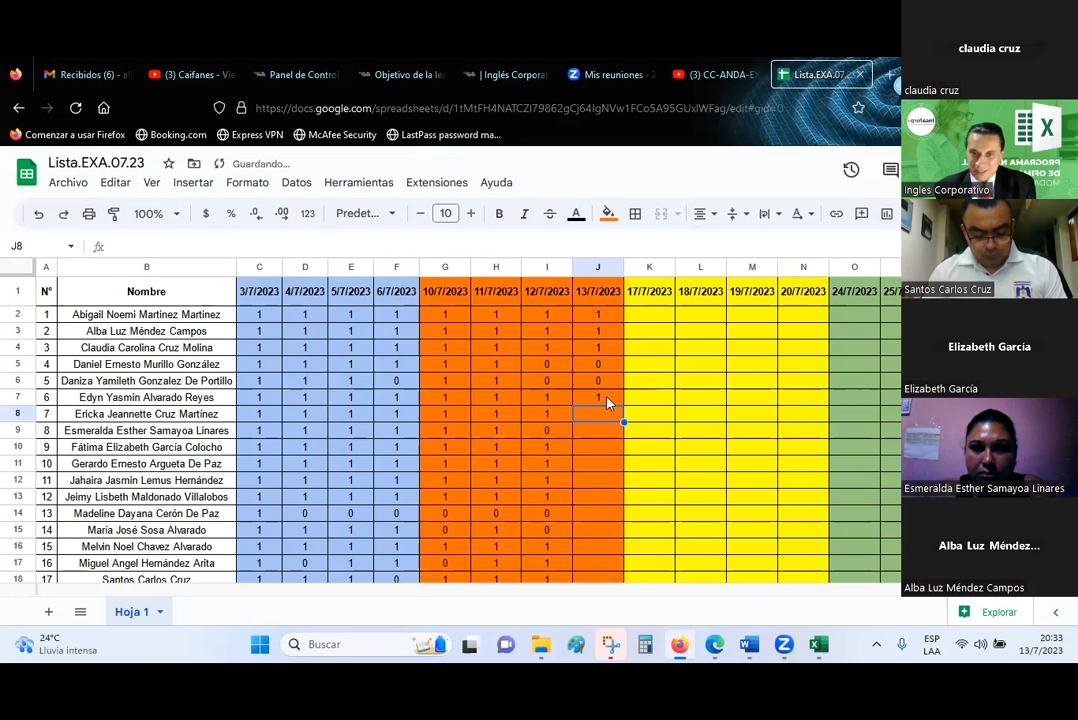 Recibidos (6) - al
(3) Caifanes - Vie
Panel de Control
Objetivo de la lec
Inglés Corporat
Mis reuniones - Z
(3) CC-ANDA-EX
Lista.EXA.07.
https://docs.google.com/spreadsheets/d/
Comenzar a usar Firefox
Booking.com
Express VPN
McAfee Security
LastPass password ma...
Lista.EXA.07.23
Guardando...
Archivo Editar Ver Insertar Formato Datos Herramientas Extensiones Ayuda
100% $ % .0 .00 123 Predet... 10 B I A
J8 fx
A B C D E F G H I J K L M N O
1 N° Nombre 3/7/2023 4/7/2023 5/7/2023 6/7/2023 10/7/2023 11/7/2023 12/7/2023 13/7/2023 17/7/2023 18/7/2023 19/7/2023 20/7/2023 24/7/2023 25/7
2 1 Abigail Noemi Martinez Martinez 1 1 1 1 1 1 1 1
3 2 Alba Luz Méndez Campos 1 1 1 1 1 1 1 1
4 3 Claudia Carolina Cruz Molina 1 1 1 1 1 1 1 1
5 4 Daniel Ernesto Murillo González 1 1 1 1 1 1 0 0
6 5 Daniza Yamileth Gonzalez De Portillo 1 1 1 0 1 1 0 0
7 6 Edyn Yasmin Alvarado Reyes 1 1 1 1 1 1 1 1
8 7 Ericka Jeannette Cruz Martínez 1 1 1 1 1 1 1
9 8 Esmeralda Esther Samayoa Linares 1 1 1 1 1 1 0
10 9 Fátima Elizabeth García Colocho 1 1 1 1 1 1 1
11 10 Gerardo Ernesto Argueta De Paz 1 1 1 1 1 1 1
12 11 Jahaira Jasmin Lemus Hernández 1 1 1 1 1 1 1
13 12 Jeimy Lisbeth Maldonado Villalobos 1 1 1 1 1 1 1
14 13 Madeline Dayana Cerón De Paz 1 0 0 0 0 0 0
15 14 María José Sosa Alvarado 1 1 1 1 0 1 0
16 15 Melvin Noel Chavez Alvarado 1 1 1 1 1 1 1
17 16 Miguel Angel Hernández Arita 1 0 1 1 0 1 1
18 17 Santos Carlos Cruz 1 1 1 0 1 1 1
Hoja 1
Explorar
24°C
Lluvia intensa
Buscar
ESP
LAA
20:33
13/7/2023
claudia cruz
claudia cruz
Ingles Corporativo
Santos Carlos Cruz
Elizabeth García
Elizabeth García
Esmeralda Esther Samayoa Linares
Alba Luz Méndez...
Alba Luz Méndez Campos